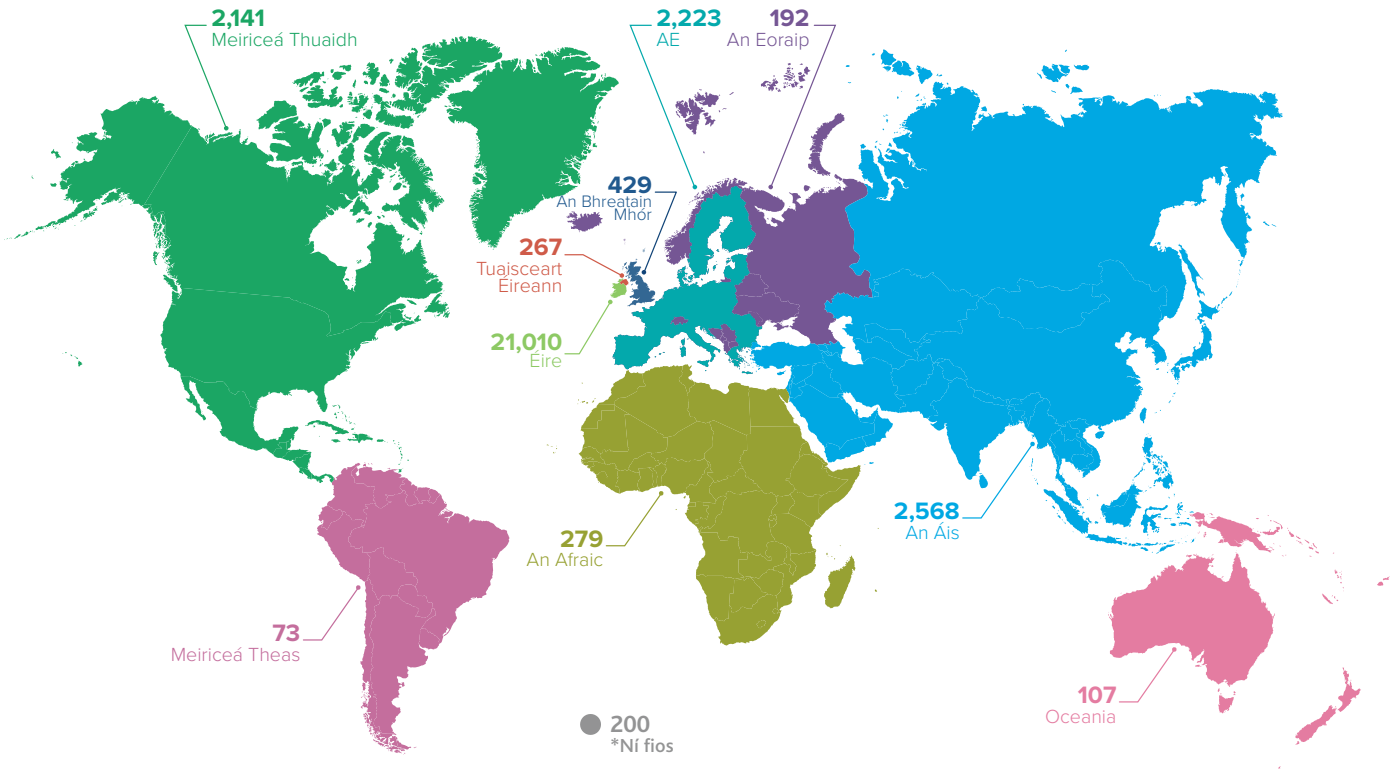 2,141
Meiriceá Thuaidh
2,223
AE
192
An Eoraip
429
An Bhreatain
Mhór
267
Tuaisceart
Éireann
21,010
Éire
2,568
An Áis
279
An Afraic
73
Meiriceá Theas
107
Oceania
200
*Ní fios